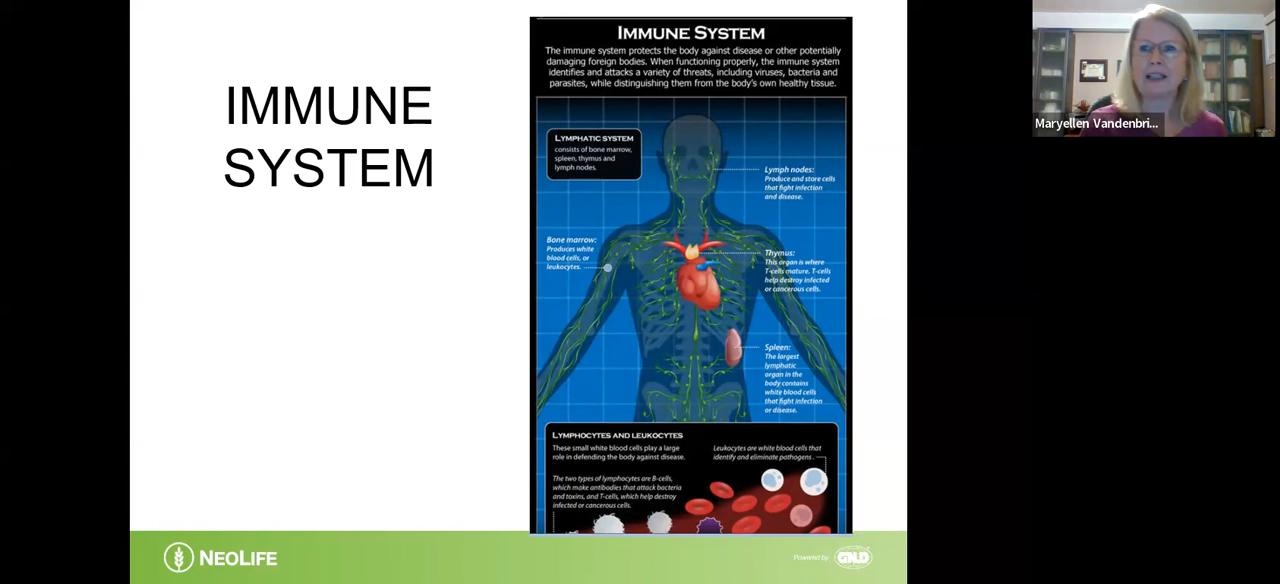 IMMUNE
SYSTEM
IMMUNE SYSTEM
The immune system protects the body against disease or other potentially
damaging foreign bodies. When functioning properly, the immune system
identifies and attacks a variety of threats, including viruses, bacteria and
parasites, while distinguishing them from the body's own healthy tissue.
LYMPHATIC SYSTEM
consists of bone marrow,
spleen, thymus and
lymph nodes.
Lymph nodes:
Produce and store cells
that fight infection
and disease.
Bone marrow:
Produces white
blood cells, or
leukocytes.
Thymus:
This organ is where
T-cells mature. T-cells
help destroy infected
or cancerous cells.
Spleen:
The largest
lymphatic
organ in the
body contains
white blood cells
that fight infection
or disease.
LYMPHOCYTES AND LEUKOCYTES
These small white blood cells play a large
role in defending the body against disease.
The two types of lymphocytes are B-cells,
which make antibodies that attack bacteria
and toxins, and T-cells, which help destroy
infected or cancerous cells.
Leukocytes are white blood cells that
identify and eliminate pathogens.
NEOLIFE
Powered by:
GNLD
Maryellen Vandenbri...